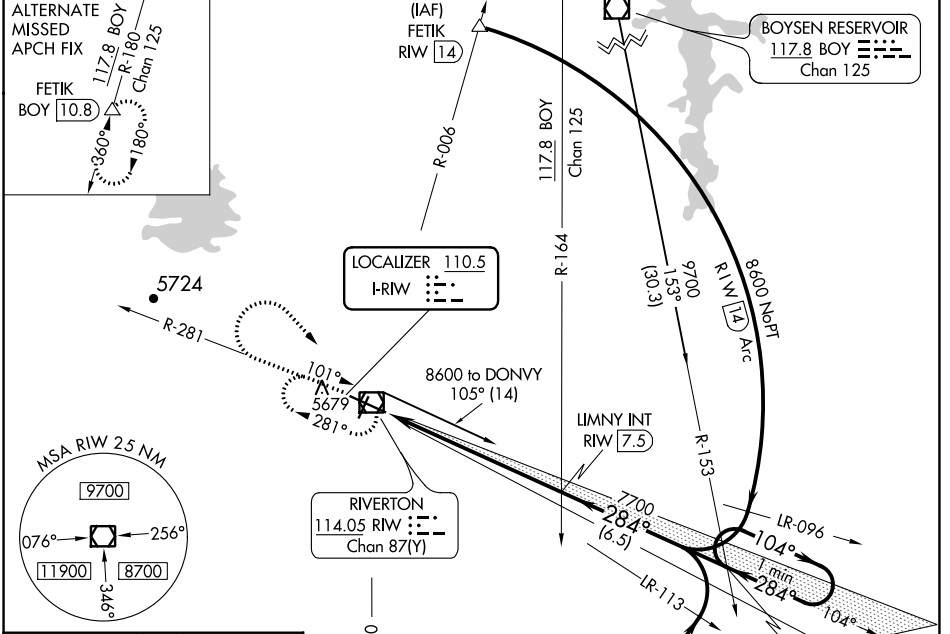 ALTERNATE
MISSED
APCH FIX
117.8 BOY
R-180
Chan 125
FETIK
BOY 10.8
360°
180°
(IAF)
FETIK
RIW 14
R-006
117.8 BOY
Chan 125
R-164
BOYSEN RESERVOIR
117.8 BOY
Chan 125
9700
153°
(30.3)
R-153
8600 NoPT
RIW 14 Arc
LOCALIZER 110.5
I-RIW
5724
R-281
101°
5679
281°
8600 to DONVY
105° (14)
LIMNY INT
RIW 7.5
RIVERTON
114.05 RIW
Chan 87(Y)
7700
284°
(6.5)
LR-096
104°
1 min
284°
104°
LR-113
MSA RIW 25 NM
9700
076°
256°
11900
8700
346°
0